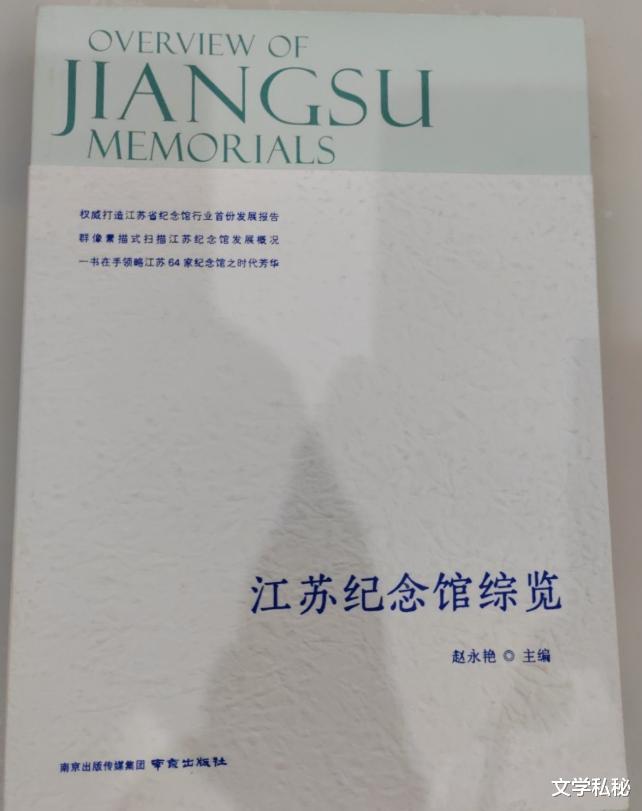 OVERVIEW OF
JIANGSU
MEMORIALS
权威打造江苏省纪念馆行业首份发展报告
群像素描式扫描江苏纪念馆发展概况
一书在手领略江苏64家纪念馆之时代芳华
江苏纪念馆综览
赵永艳◎主编
南京出版传媒集团 南京出版社
文学私秘